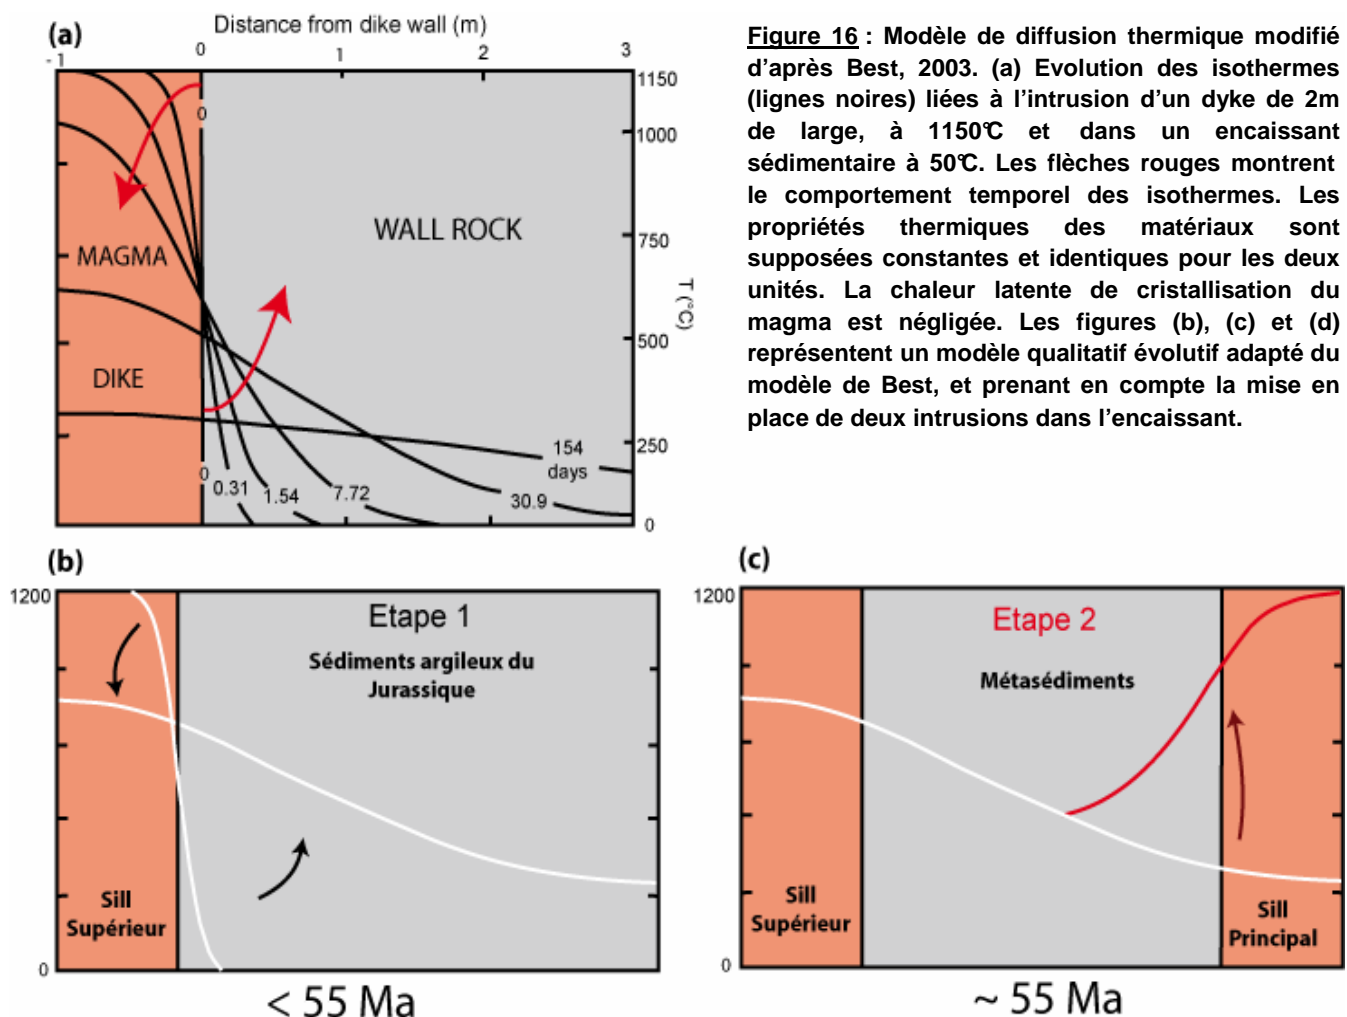 (a)
Distance from dike wall (m)
-1 0 1 2 3
0
MAGMA
DIKE
WALL ROCK
0
0.31
1.54
7.72
30.9
154
days
1150
1000
750
500
250
0
T (°C)
Figure 16 : Modèle de diffusion thermique modifié
d'après Best, 2003. (a) Evolution des isothermes
(lignes noires) liées à l'intrusion d'un dyke de 2m
de large, à 1150°C et dans un encaissant
sédimentaire à 50°C. Les flèches rouges montrent
le comportement temporel des isothermes. Les
propriétés thermiques des matériaux sont
supposées constantes et identiques pour les deux
unités. La chaleur latente de cristallisation du
magma est négligée. Les figures (b), (c) et (d)
représentent un modèle qualitatif évolutif adapté du
modèle de Best, et prenant en compte la mise en
place de deux intrusions dans l'encaissant.
(b)
1200
0
Etape 1
Sédiments argileux du
Jurassique
Sill
Supérieur
< 55 Ma
(c)
1200
0
Etape 2
Métasédiments
Sill
Supérieur
Sill
Principal
~ 55 Ma